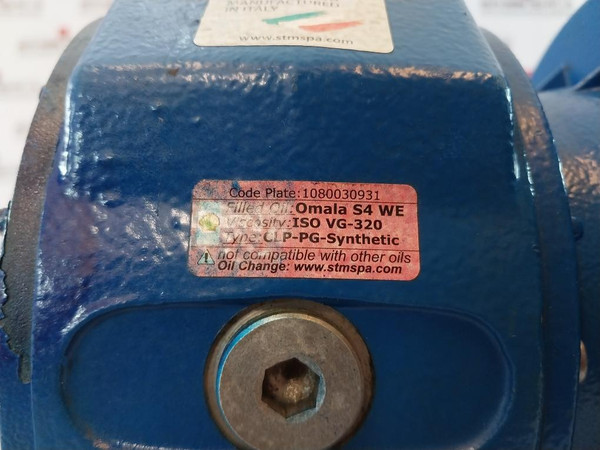 MANUFACTURED
IN ITALY
www.stmspa.com
Code Plate:1080030931
Filled Oil:Omala S4 WE
Viscosity:ISO VG-320
Type:CLP-PG-Synthetic
not compatible with other oils
Oil Change: www.stmspa.com